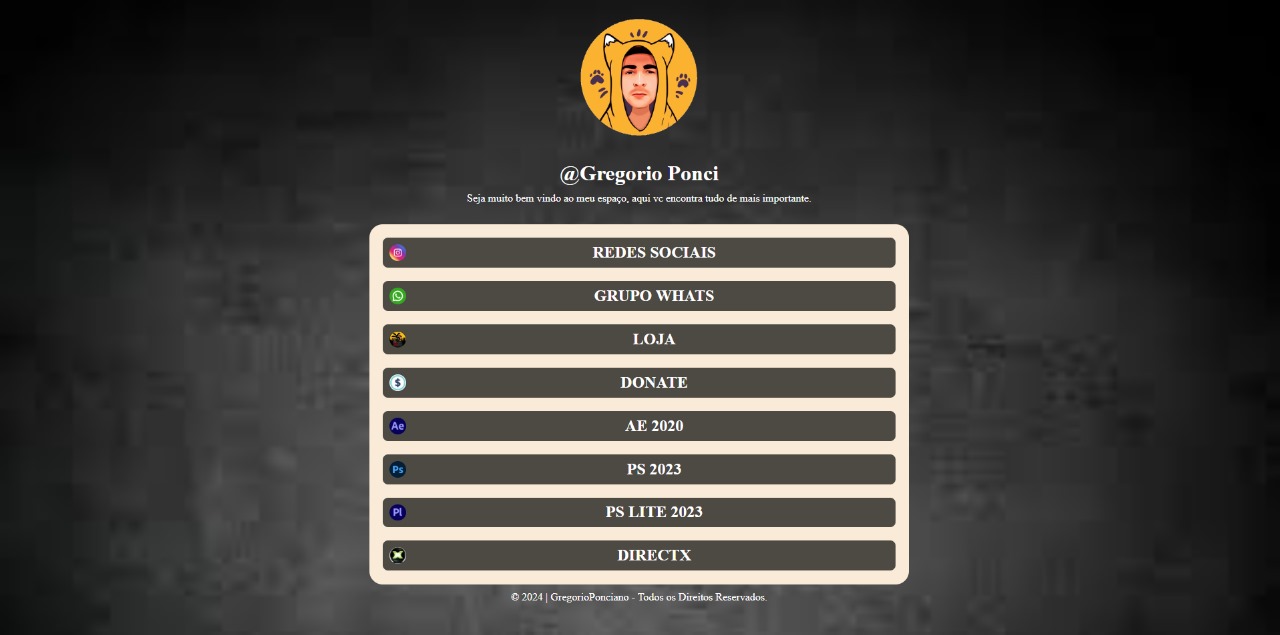 @Gregorio Ponci
Seja muito bem vindo ao meu espaço, aqui vc encontra tudo de mais importante.
REDES SOCIAIS
GRUPO WHATS
LOJA
$ DONATE
Ae AE 2020
Ps PS 2023
Pl PS LITE 2023
DIRECTX
© 2024 | GregorioPonciano - Todos os Direitos Reservados.